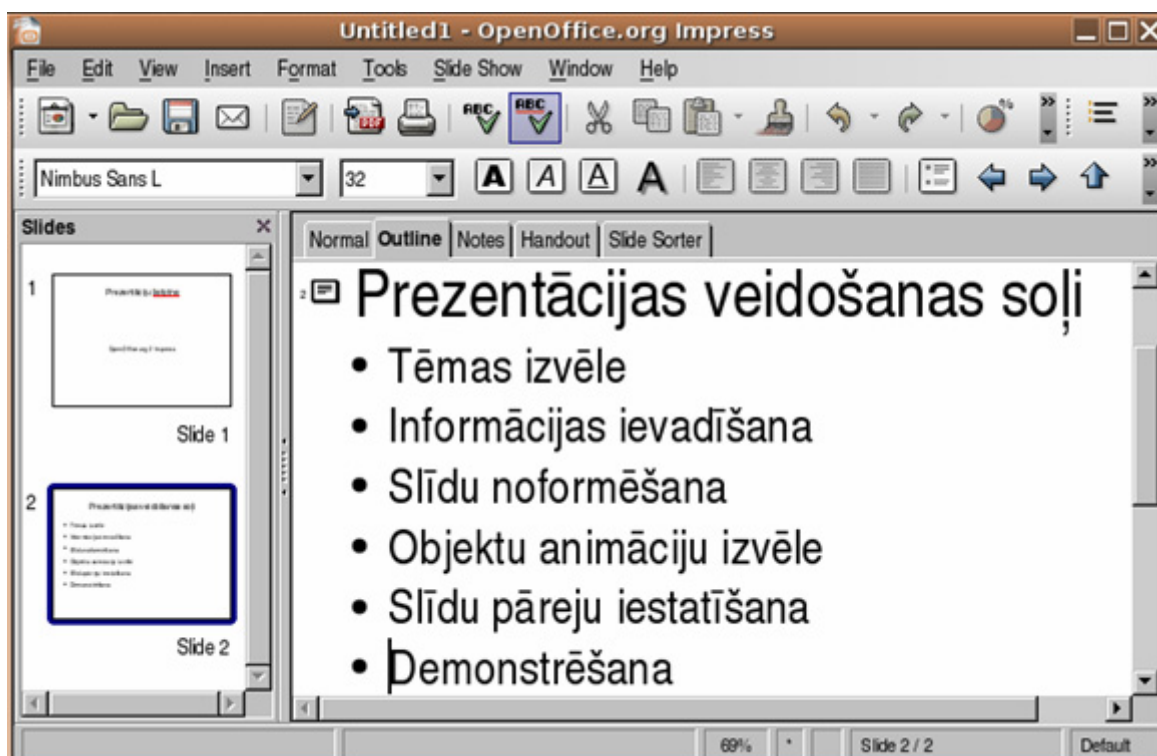 Untitled1 - OpenOffice.org Impress
File Edit View Insert Format Tools Slide Show Window Help
Nimbus Sans L 32
Slides
Normal Outline Notes Handout Slide Sorter
1
Slide 1
2
Slide 2
2 Prezentācijas veidošanas soļi
• Tēmas izvēle
• Informācijas ievadīšana
• Slīdu noformēšana
• Objektu animāciju izvēle
• Slīdu pāreju iestatīšana
• Demonstrēšana
69% * Slide 2 / 2 Default